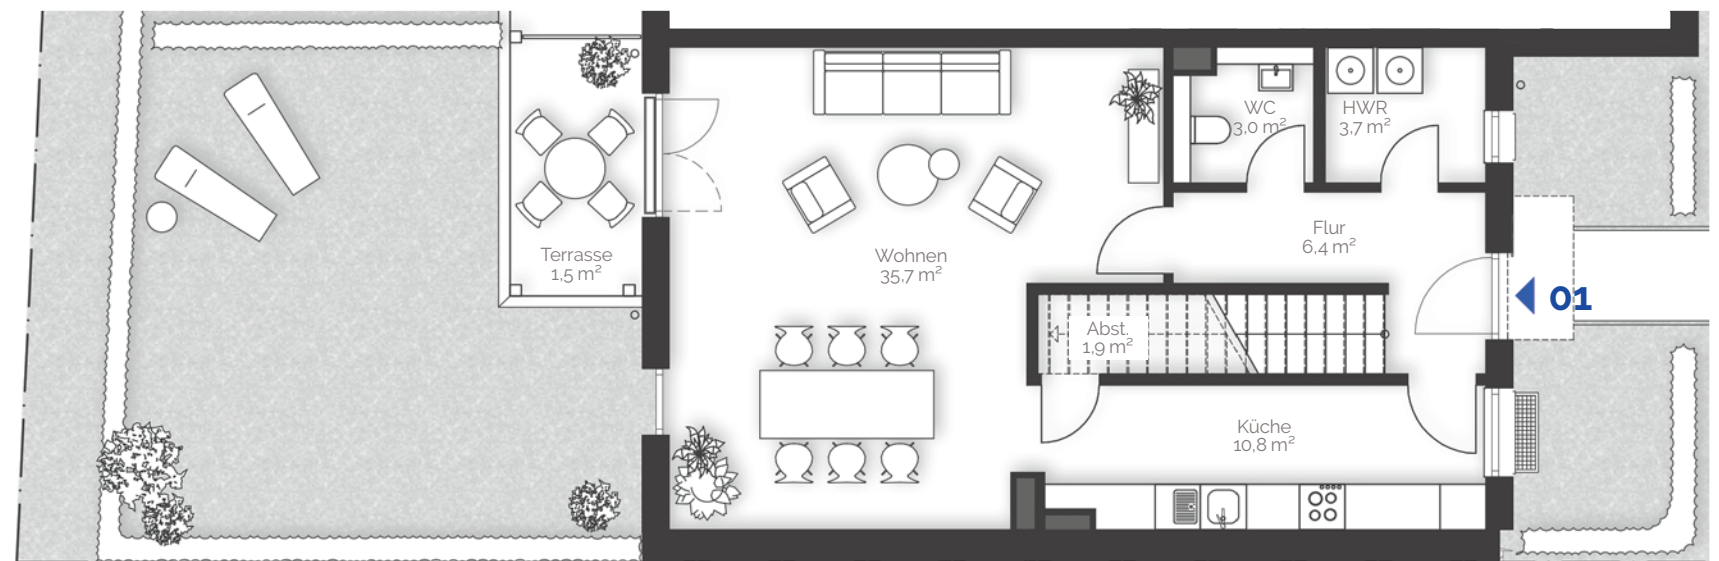 WC
3,0 m²
HWR
3,7 m²
Flur
6,4 m²
Terrasse
1,5 m²
Wohnen
35,7 m²
01
Abst.
1,9 m²
Küche
10,8 m²